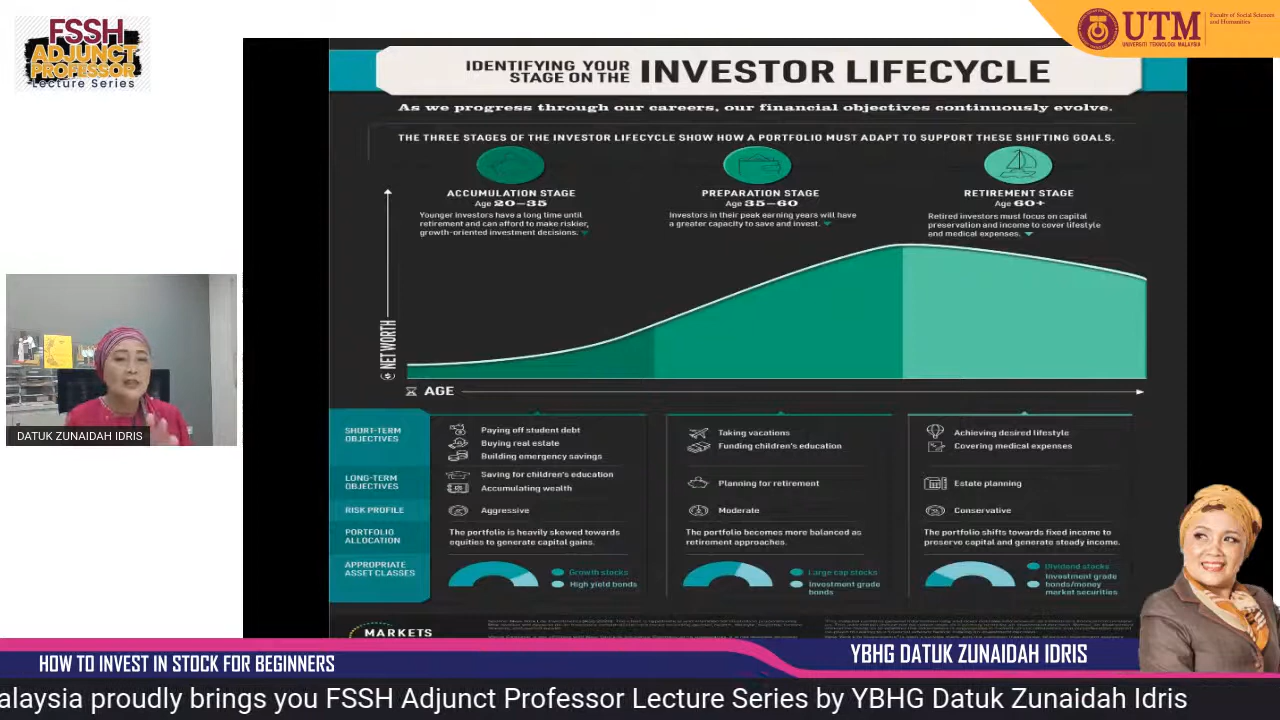 FSSH
ADJUNCT
PROFESSOR
Lecture Series
UTM
UNIVERSITI TEKNOLOGI MALAYSIA
Faculty of Social Sciences
and Humanities
IDENTIFYING YOUR
STAGE ON THE
INVESTOR LIFECYCLE
As we progress through our careers, our financial objectives continuously evolve.
THE THREE STAGES OF THE INVESTOR LIFECYCLE SHOW HOW A PORTFOLIO MUST ADAPT TO SUPPORT THESE SHIFTING GOALS.
ACCUMULATION STAGE
Age 20–35
Younger investors have a long time until
retirement and can afford to make riskier,
growth-oriented investment decisions.
PREPARATION STAGE
Age 35–60
Investors in their peak earning years will have
a greater capacity to save and invest.
RETIREMENT STAGE
Age 60+
Retired investors must focus on capital
preservation and income to cover lifestyle
and medical expenses.
NET WORTH
AGE
SHORT-TERM
OBJECTIVES
Paying off student debt
Buying real estate
Building emergency savings
Taking vacations
Funding children's education
Achieving desired lifestyle
Covering medical expenses
LONG-TERM
OBJECTIVES
Saving for children's education
Accumulating wealth
Planning for retirement
Estate planning
RISK PROFILE
Aggressive
Moderate
Conservative
PORTFOLIO
ALLOCATION
The portfolio is heavily skewed towards
equities to generate capital gains.
The portfolio becomes more balanced as
retirement approaches.
The portfolio shifts towards fixed income to
preserve capital and generate steady income.
APPROPRIATE
ASSET CLASSES
Growth stocks
High yield bonds
Large cap stocks
Investment grade
bonds
Dividend stocks
Investment grade
bonds/money
market securities
MARKETS
DATUK ZUNAIDAH IDRIS
HOW TO INVEST IN STOCK FOR BEGINNERS
YBHG DATUK ZUNAIDAH IDRIS
alaysia proudly brings you FSSH Adjunct Professor Lecture Series by YBHG Datuk Zunaidah Idris